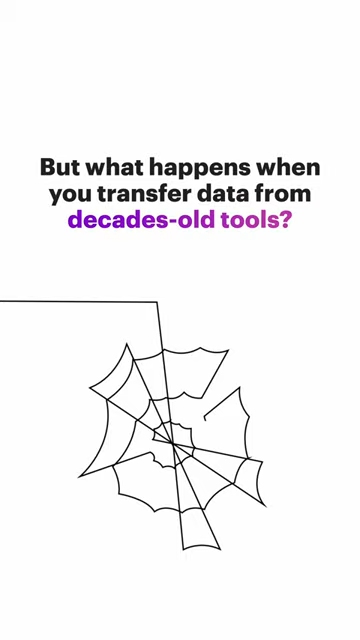 But what happens when
you transfer data from
decades-old tools?